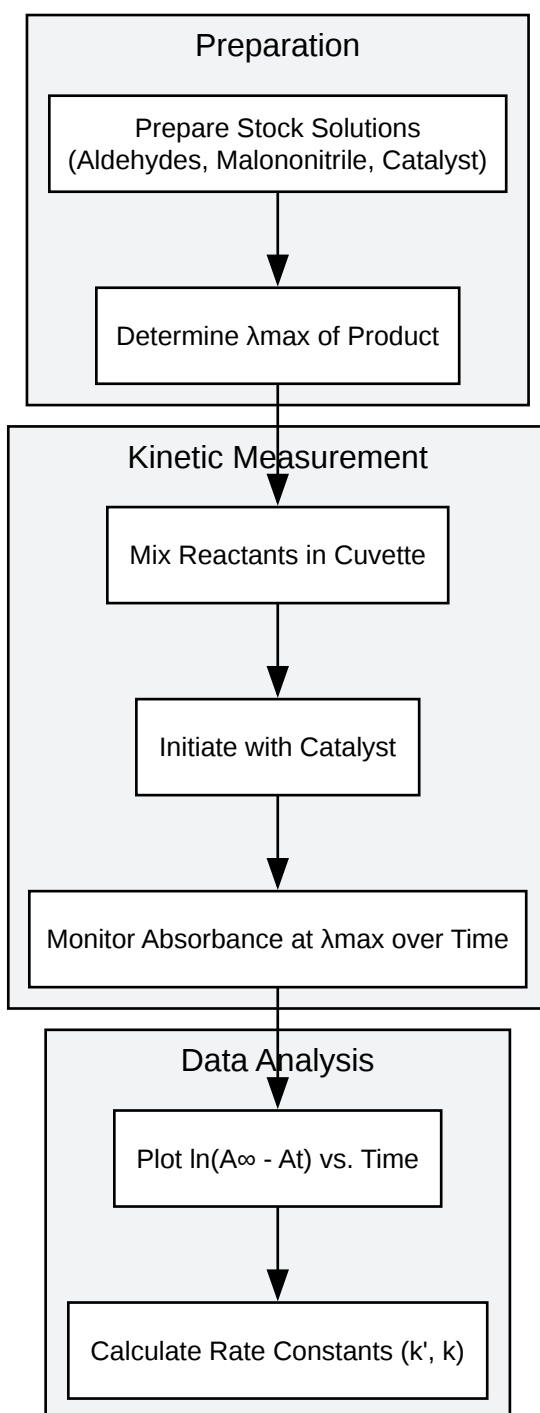 Preparation
Prepare Stock Solutions
(Aldehydes, Malononitrile, Catalyst)
Determine λmax of Product
Kinetic Measurement
Mix Reactants in Cuvette
Initiate with Catalyst
Monitor Absorbance at λmax over Time
Data Analysis
Plot ln(A∞ - At) vs. Time
Calculate Rate Constants (k', k)